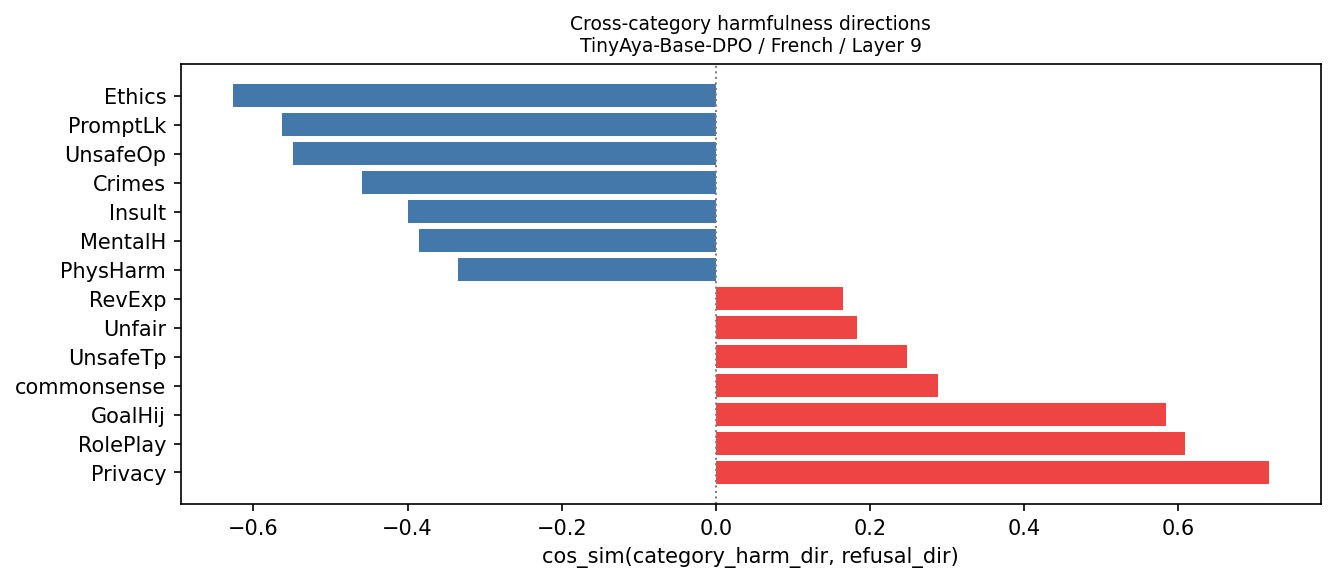 Cross-category harmfulness directions
TinyAya-Base-DPO / French / Layer 9
Ethics
PromptLk
UnsafeOp
Crimes
Insult
MentalH
PhysHarm
RevExp
Unfair
UnsafeTp
commonsense
GoalHij
RolePlay
Privacy
−0.6 −0.4 −0.2 0.0 0.2 0.4 0.6
cos_sim(category_harm_dir, refusal_dir)